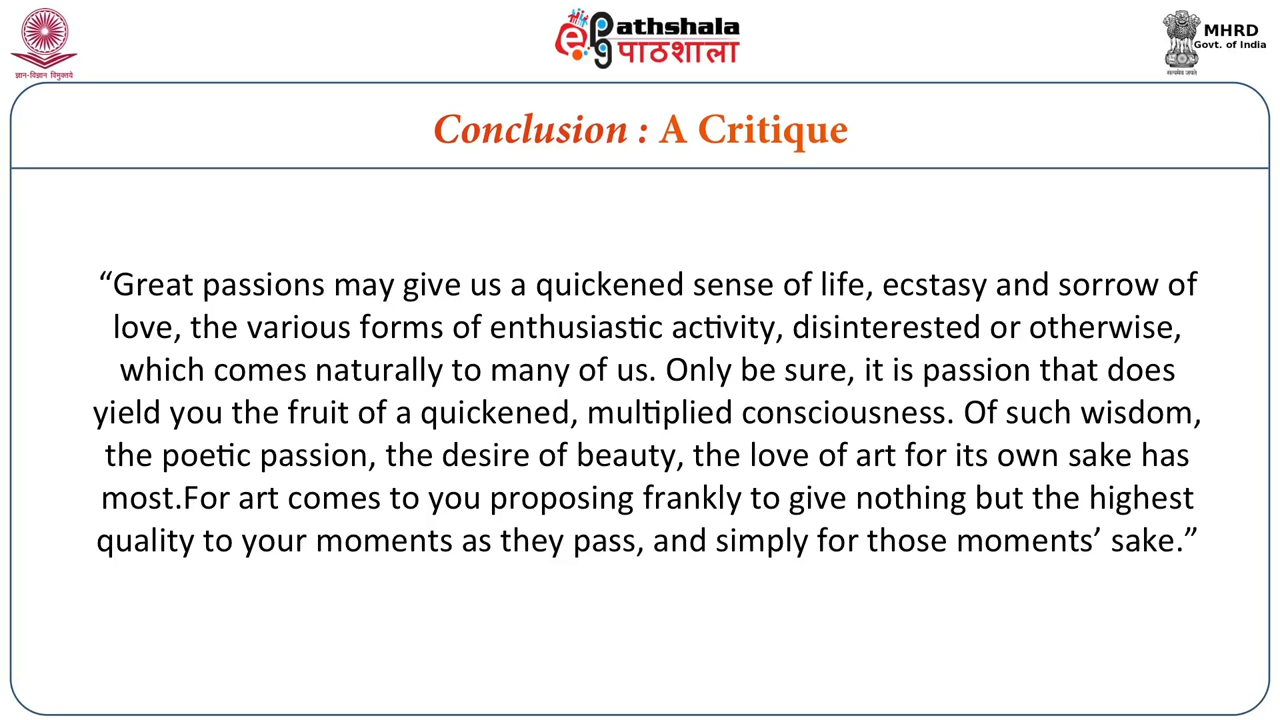 ज्ञान-विज्ञान विमुक्तये
ePathshala
पाठशाला
MHRD
Govt. of India
सत्यमेव जयते
Conclusion : A Critique
“Great passions may give us a quickened sense of life, ecstasy and sorrow of
love, the various forms of enthusiastic activity, disinterested or otherwise,
which comes naturally to many of us. Only be sure, it is passion that does
yield you the fruit of a quickened, multiplied consciousness. Of such wisdom,
the poetic passion, the desire of beauty, the love of art for its own sake has
most.For art comes to you proposing frankly to give nothing but the highest
quality to your moments as they pass, and simply for those moments’ sake.”